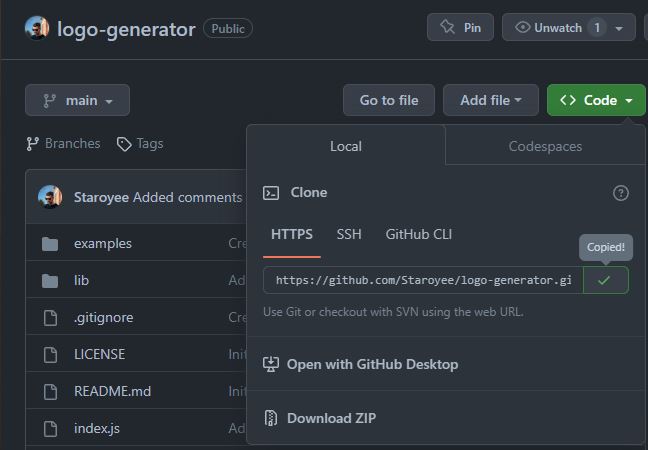 logo-generator Public Pin Unwatch 1
main Go to file Add file Code
Branches Tags
Local Codespaces
Staroyee Added comments
Clone
HTTPS SSH GitHub CLI
Copied!
https://github.com/Staroyee/logo-generator.gi
Use Git or checkout with SVN using the web URL.
Open with GitHub Desktop
Download ZIP
examples Cre
lib Ad
.gitignore Cre
LICENSE Init
README.md Init
index.js Ad